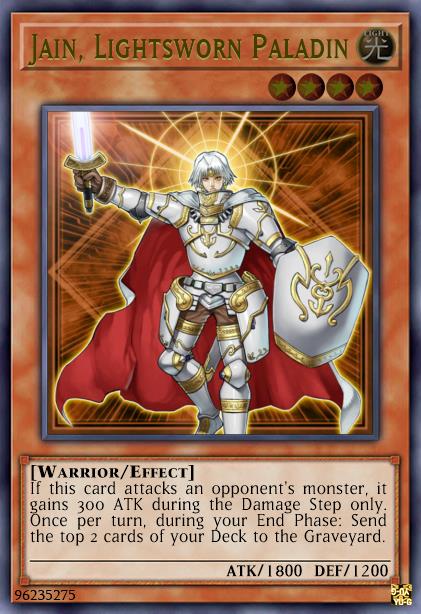 Jain, Lightsworn Paladin
LIGHT
光
[Warrior/Effect]
If this card attacks an opponent's monster, it
gains 300 ATK during the Damage Step only.
Once per turn, during your End Phase: Send
the top 2 cards of your Deck to the Graveyard.
ATK/1800 DEF/1200
96235275